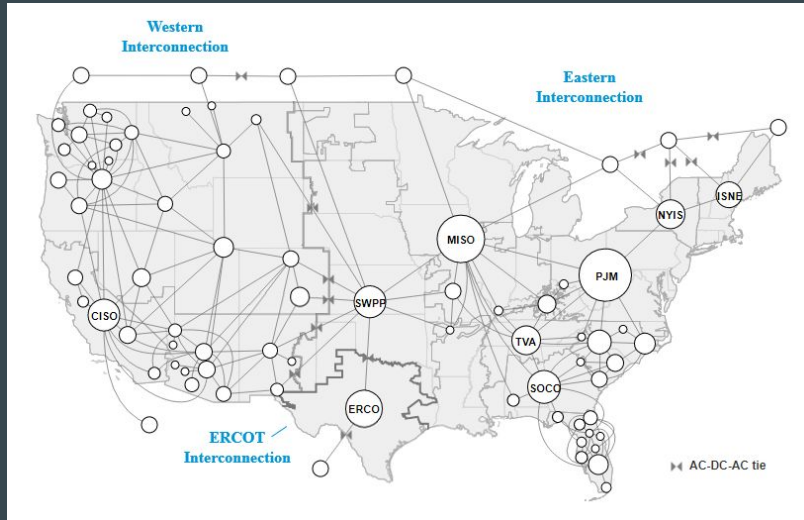 Western
Interconnection
Eastern
Interconnection
ISNE
NYIS
MISO
PJM
SWPP
CISO
TVA
SOCO
ERCO
ERCOT
Interconnection
AC-DC-AC tie